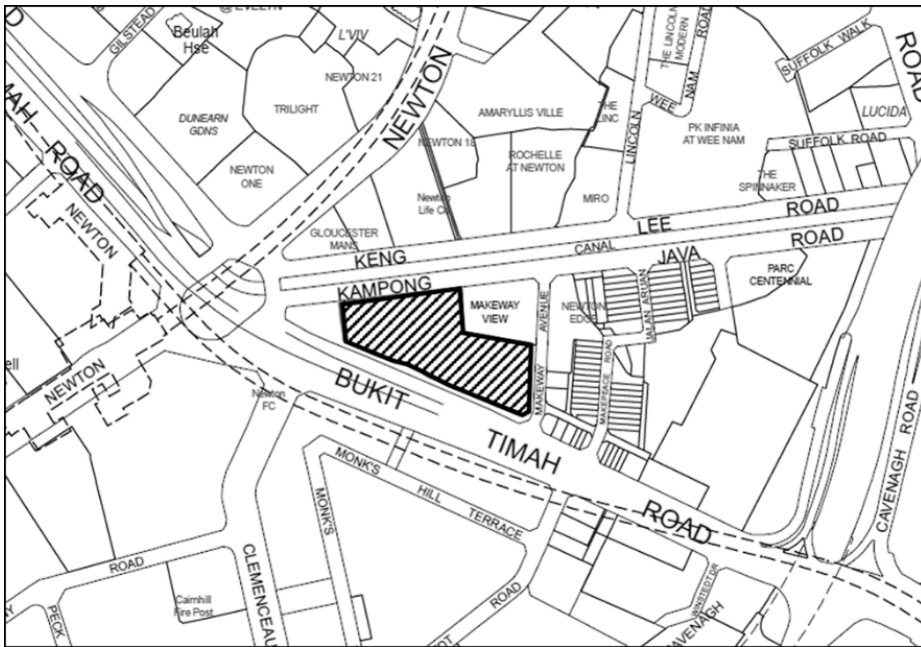 GILSTEAD
Beulah
Hse
@ EVELYN
L'VIV
NEWTON 21
NEWTON
TRILIGHT
DUNEARN
GDNS
NEWTON
ONE
NEWTON 18
AMARYLLIS VILLE
THE
LINC
ROCHELLE
AT NEWTON
MIRO
THE LINCOLN
MODERN
ROAD
WEE NAM
LINCOLN
PK INFINIA
AT WEE NAM
SUFFOLK WALK
LUCIDA
SUFFOLK ROAD
THE
SPINNAKER
ROAD
ROAD
NEWTON
GLOUCESTER
MANS
KENG LEE ROAD
CANAL
KAMPONG JAVA ROAD
MAKEWAY
VIEW
MAKEWAY AVENUE
NEWTON
EDGE
JALAN ARUAN
MAKEPEACE ROAD
PARC
CENTENNIAL
NEWTON
Newton
FC
BUKIT TIMAH ROAD
MONK'S HILL TERRACE
MONK'S
CLEMENCEAU
ROAD
Cairnhill
Fire Post
PECK
ROAD
WINSTEDT DR
CAVENAGH
CAVENAGH ROAD